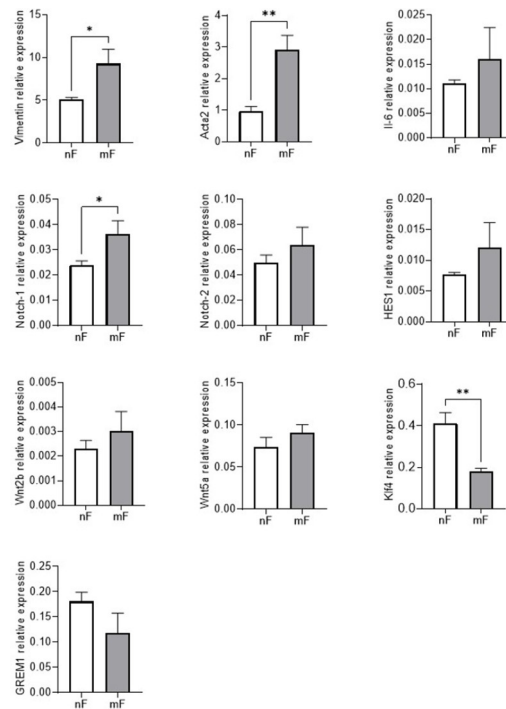 Vimentin relative expression
15
10
5
0
*
nF mF
Acta2 relative expression
4
3
2
1
0
**
nF mF
Il-6 relative expression
0.025
0.020
0.015
0.010
0.005
0.000
nF mF
Notch-1 relative expression
0.05
0.04
0.03
0.02
0.01
0.00
*
nF mF
Notch-2 relative expression
0.10
0.08
0.06
0.04
0.02
0.00
nF mF
HES1 relative expression
0.020
0.015
0.010
0.005
0.000
nF mF
Wnt2b relative expression
0.005
0.004
0.003
0.002
0.001
0.000
nF mF
Wnt5a relative expression
0.15
0.10
0.05
0.00
nF mF
Klf4 relative expression
0.6
0.4
0.2
0.0
**
nF mF
GREM1 relative expression
0.25
0.20
0.15
0.10
0.05
0.00
nF mF